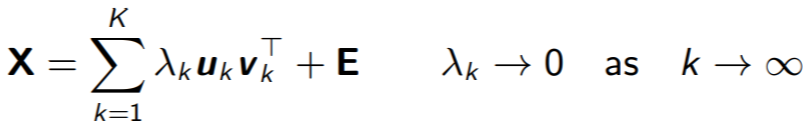 X = ∑_{k=1}^{K} λ_k u_k v_k^⊤ + E    λ_k → 0 as k → ∞